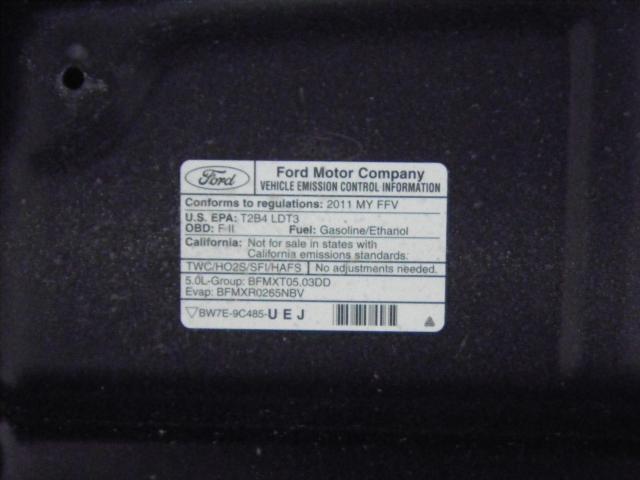 Ford
Ford Motor Company
VEHICLE EMISSION CONTROL INFORMATION
Conforms to regulations: 2011 MY FFV
U.S. EPA: T2B4 LDT3
OBD: F II Fuel: Gasoline/Ethanol
California: Not for sale in states with
California emissions standards.
TWC/HO2S/SFI/HAFS No adjustments needed.
5.0L-Group: BFMXT05.03DD
Evap: BFMXR0265NBV
BW7E-9C485-UEJ